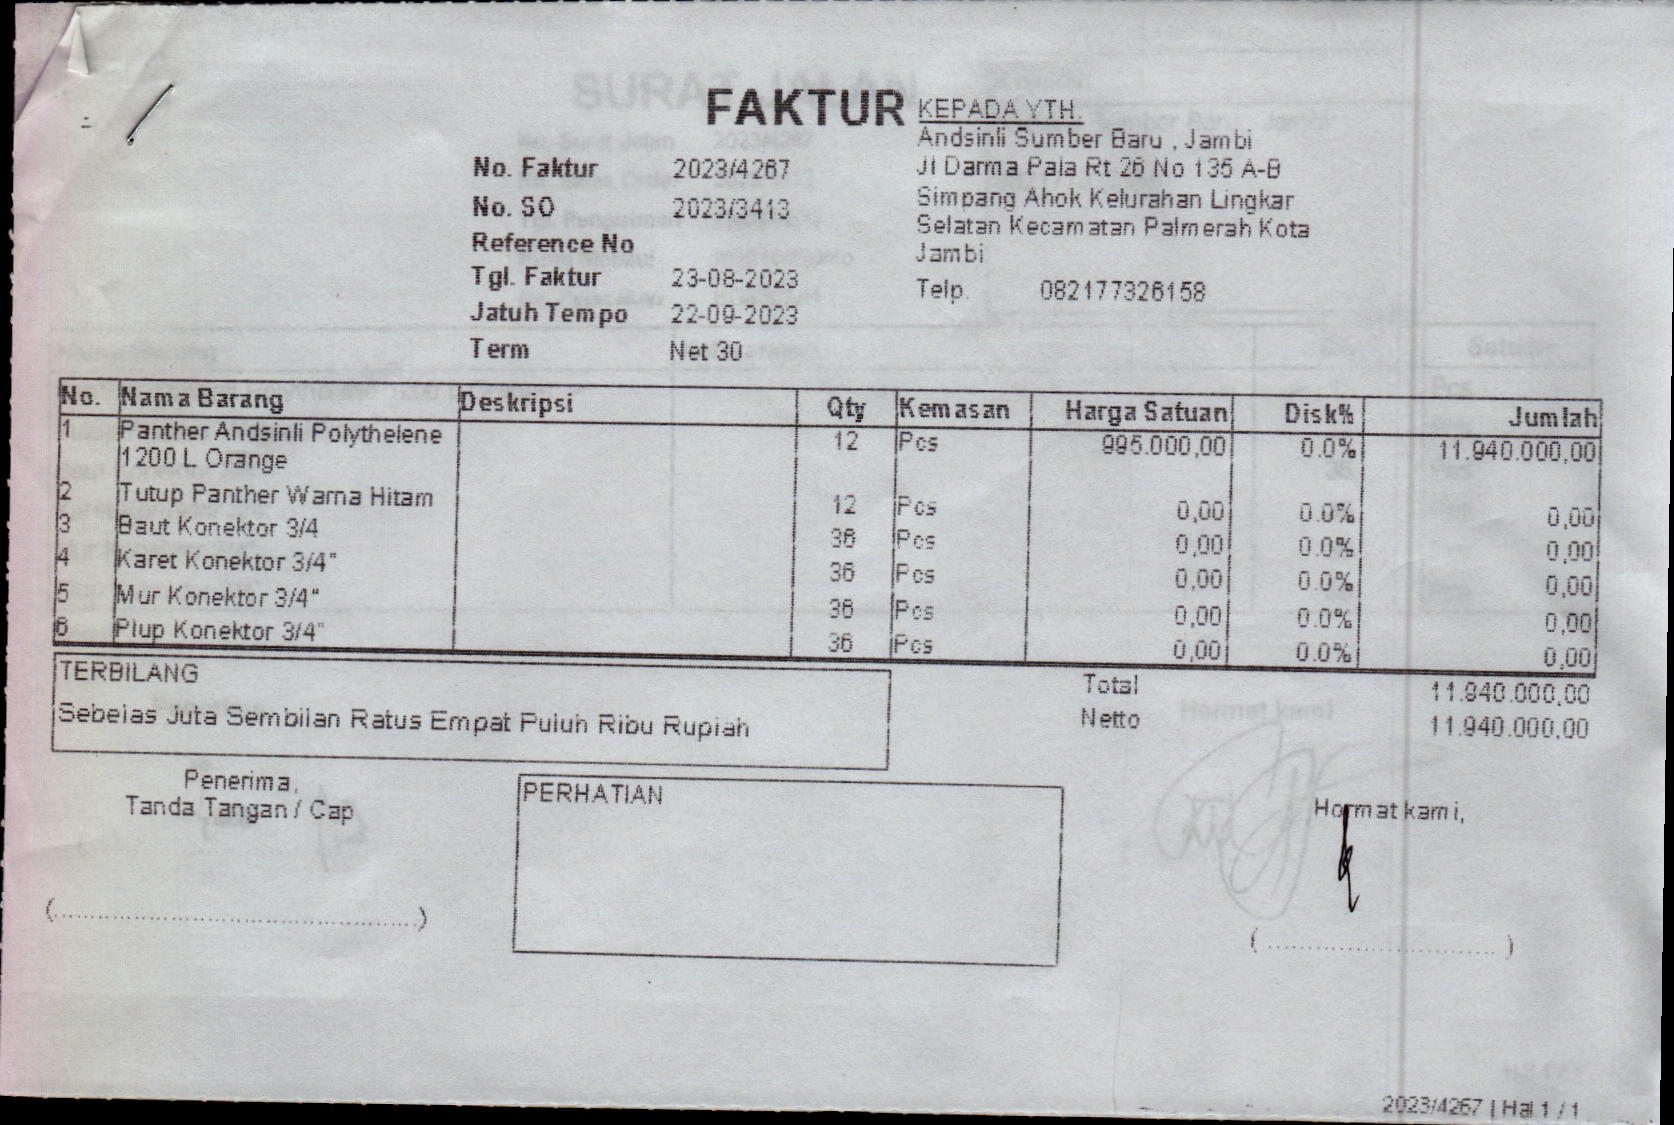 FAKTUR
KEPADA YTH.
Andsinli Sumber Baru , Jambi
Jl Darma Pala Rt 26 No 135 A-B
Simpang Ahok Kelurahan Lingkar
Selatan Kecamatan Palmerah Kota
Jambi
Telp. 082177326158
No. Faktur 2023/4267
No. SO 2023/3413
Reference No
Tgl. Faktur 23-08-2023
Jatuh Tempo 22-09-2023
Term Net 30
No. Nama Barang Deskripsi Qty Kemasan Harga Satuan Disk% Jumlah
1 Panther Andsinli Polythelene 12 Pcs 995.000,00 0.0% 11.940.000,00
1200 L Orange
2 Tutup Panther Warna Hitam 12 Pcs 0,00 0.0% 0,00
3 Baut Konektor 3/4 36 Pcs 0,00 0.0% 0,00
4 Karet Konektor 3/4" 36 Pcs 0,00 0.0% 0,00
5 Mur Konektor 3/4" 36 Pcs 0,00 0.0% 0,00
6 Plup Konektor 3/4" 36 Pcs 0,00 0.0% 0,00
TERBILANG
Sebelas Juta Sembilan Ratus Empat Puluh Ribu Rupiah
Total 11.940.000,00
Netto 11.940.000,00
Penerima,
Tanda Tangan / Cap
PERHATIAN
Hormat kami,
(..............................................)
( .............................. )
2023/4267 | Hal 1 / 1